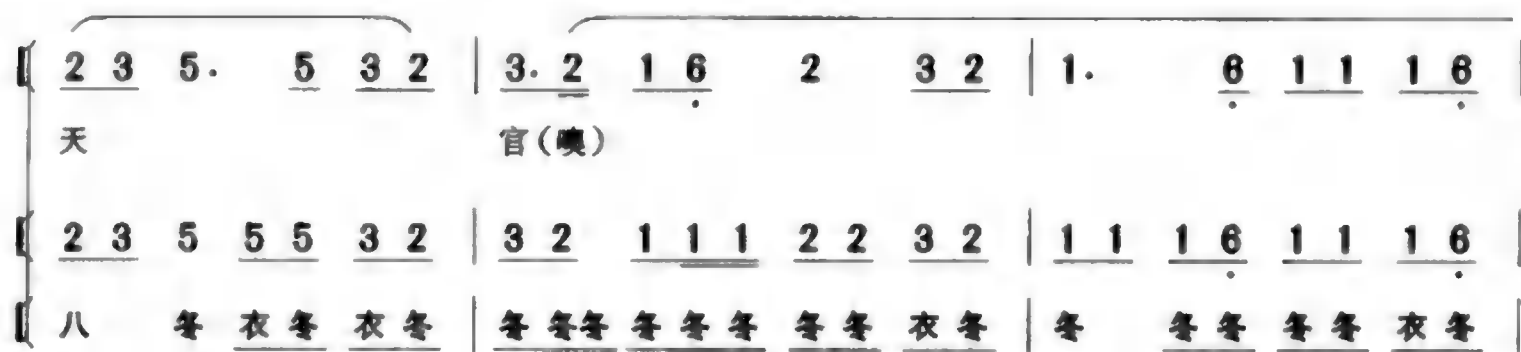 2 3 5. 5 3 2 | 3. 2 1 6 2 3 2 | 1. 6 1 1 1 6 |
天 官(噢)
2 3 5 5 5 3 2 | 3 2 1 1 1 2 2 3 2 | 1 1 1 6 1 1 1 6 |
八 冬 衣冬 衣冬 | 冬 冬冬 冬 冬 冬 冬 冬 衣冬 | 冬 冬 冬 冬 冬 衣冬 |